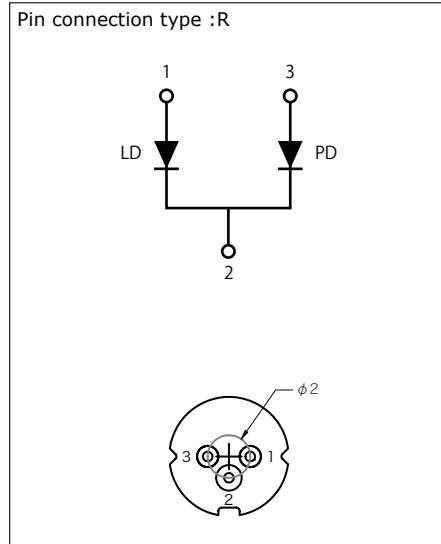 Pin connection type :R
1 3
LD PD
2
φ2
3 1
2